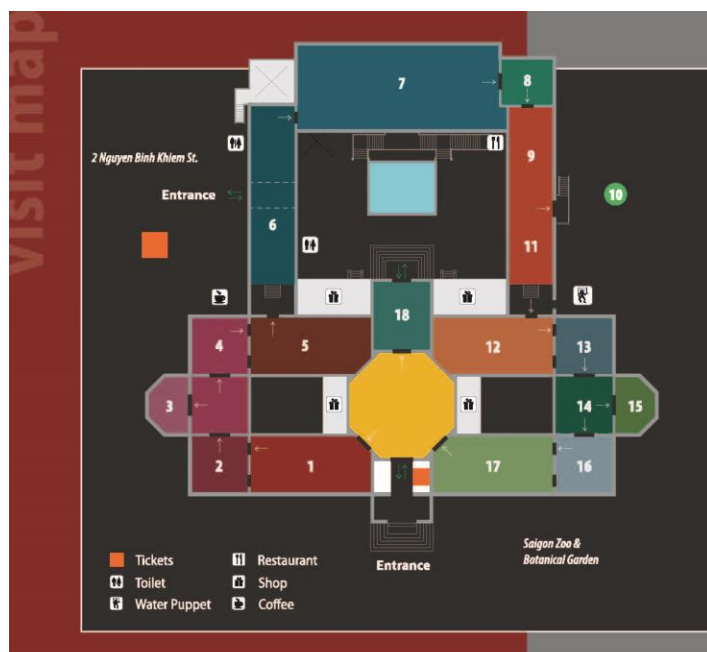 visit map
7
8
9
2 Nguyen Binh Khiem St.
Entrance
10
6
11
18
4
5
12
13
3
14
15
2
1
17
16
Tickets
Toilet
Water Puppet
Restaurant
Shop
Coffee
Entrance
Saigon Zoo &
Botanical Garden